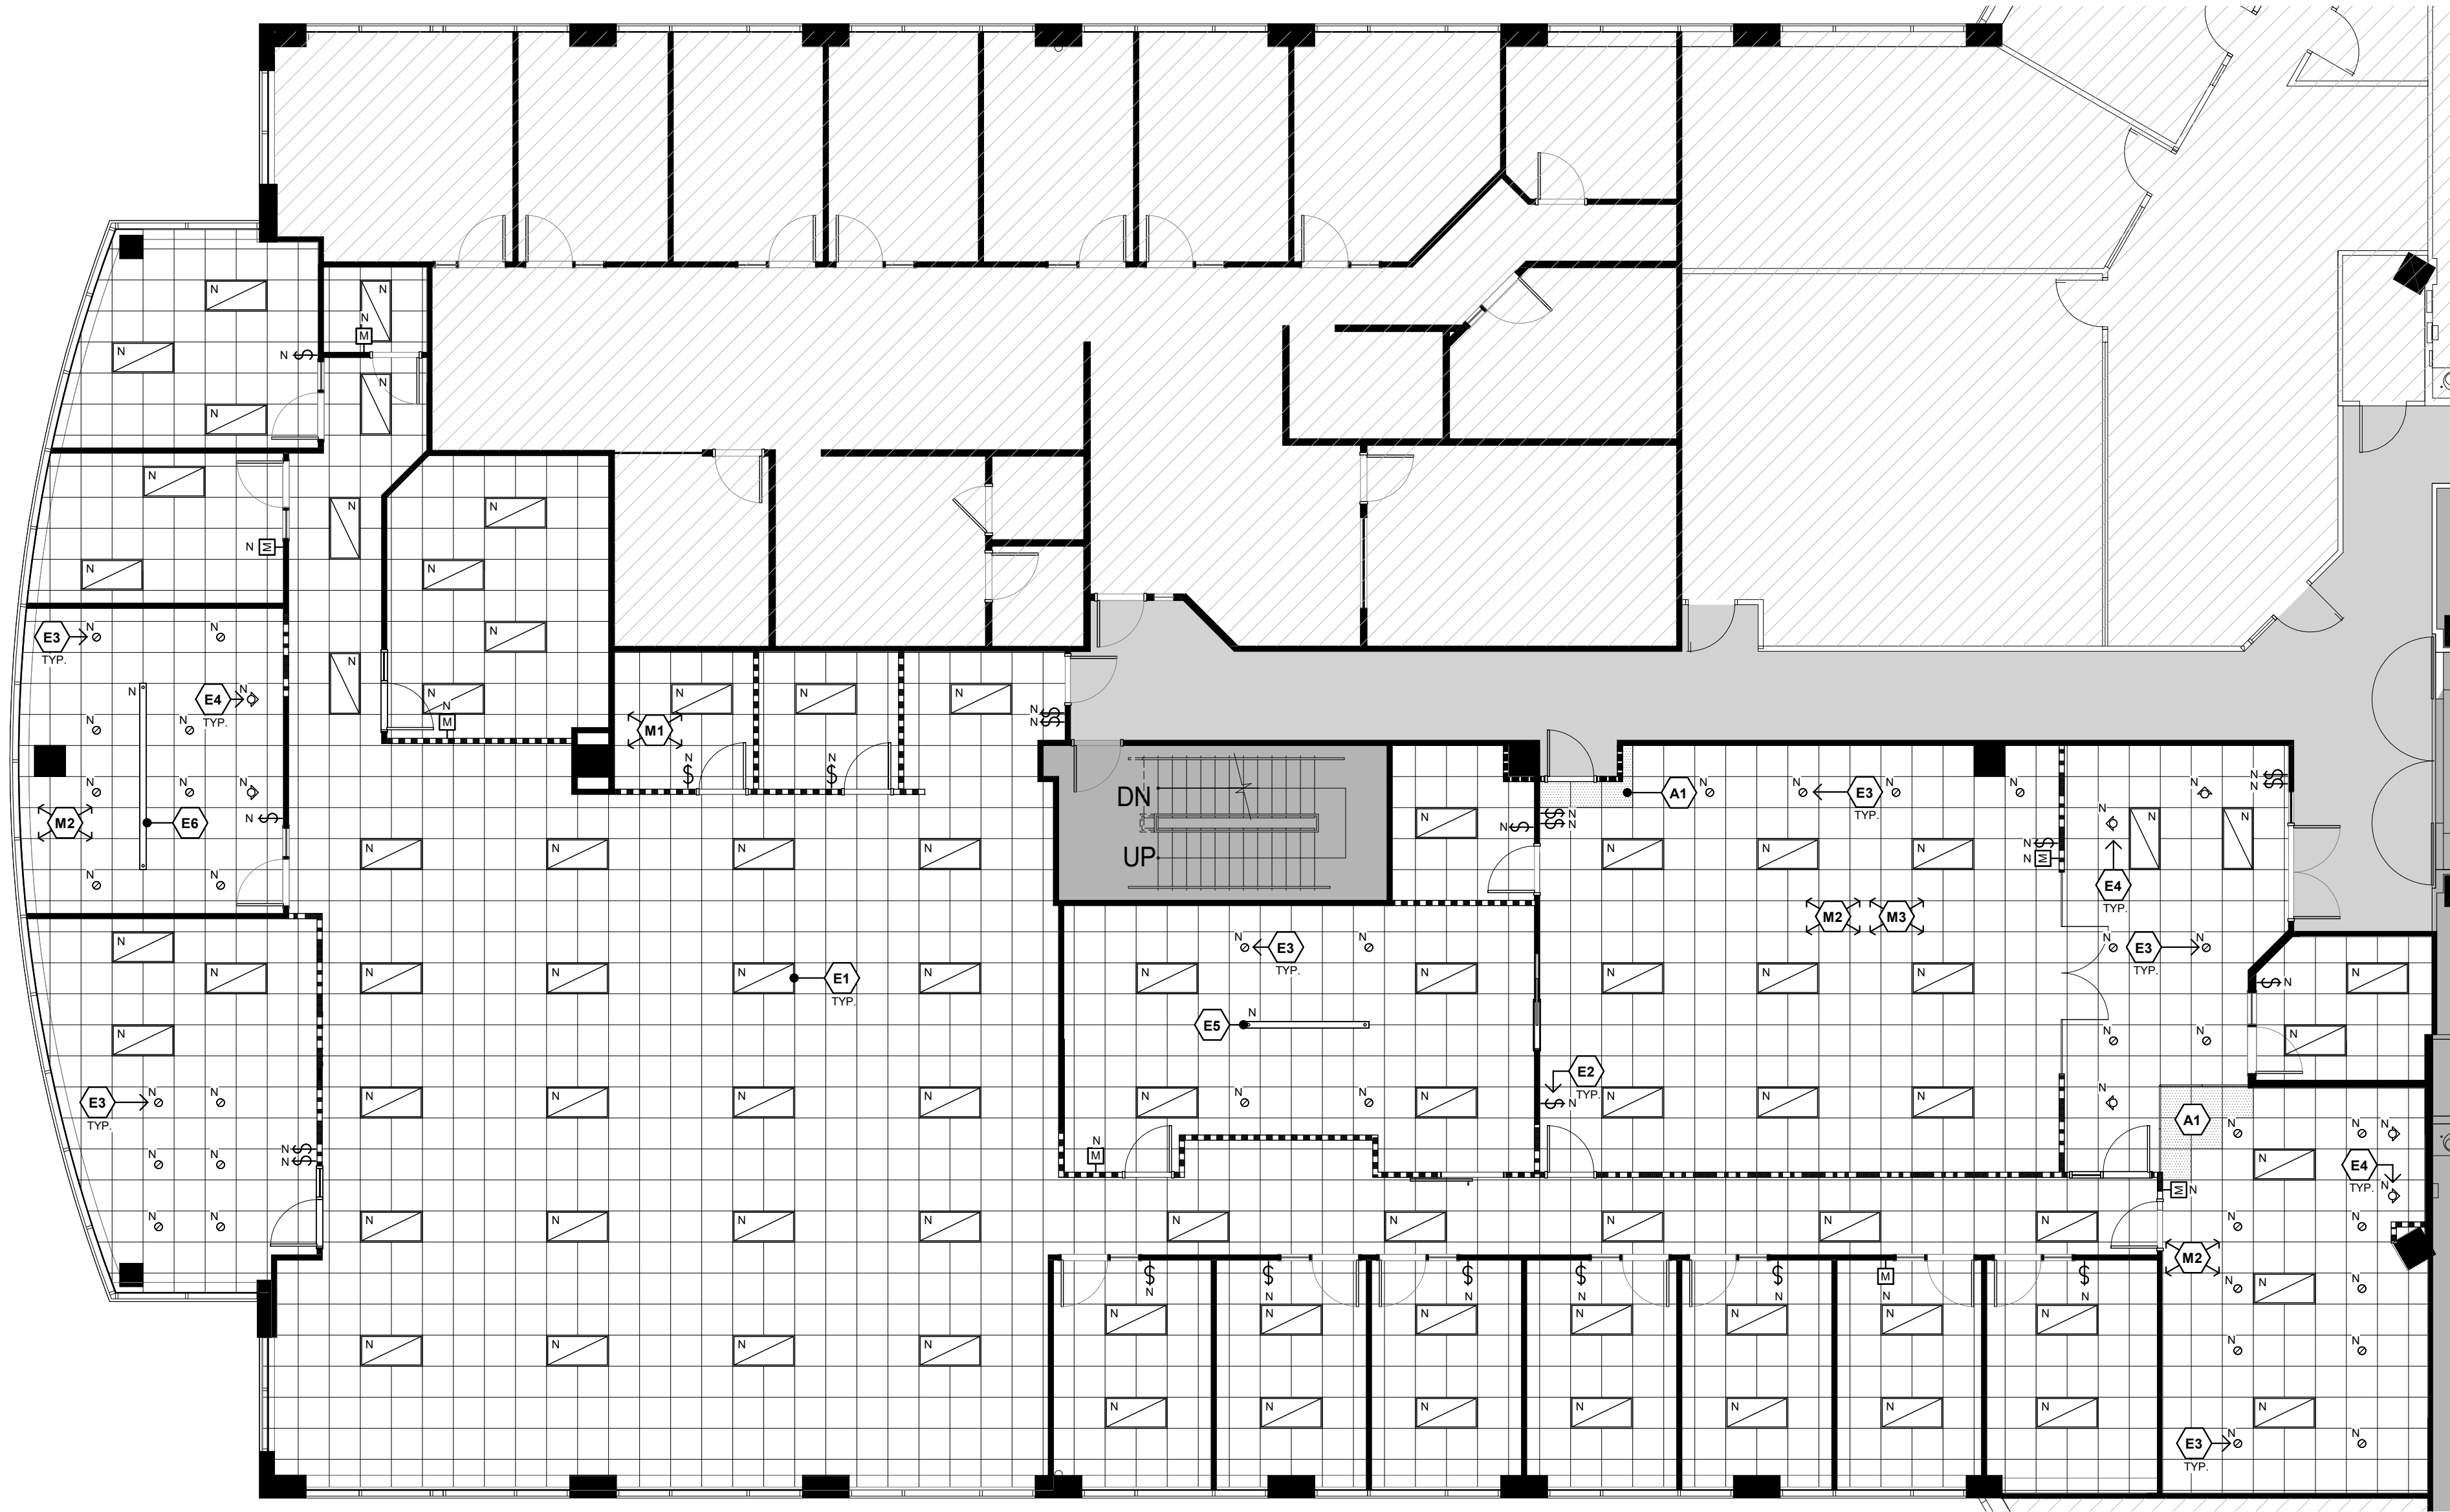 N N
N
M
N
N $
N
N
N
N N
N M
N N
N N N
E3
TYP. N
N E4 N N N N N
TYP. N N $
M N $
N N M1
N N DN
N N N $ $
N A1 N E3 N N N N $
TYP. N $
N
M2 E6 N $ N N $ $ N
$ N
N N
N N N N UP N N N N $
N M
N N E4
TYP.
M2 M3
N N N E3 N N E3 N
TYP. TYP.
N N N N E1 N N N N N N N
TYP. $ N
N E5 N N N N
E2
TYP.
E3 N N N N N N N N N N N N N N
TYP. $ N
A1 N N N
N $ N M
N $ N N
N E4 N
TYP.
M N
N N N N N N N N N N N N N N N
M2
$ $ $ $ $ M $ N N N
N N N N N N N
N N N N N N N
N N N N N N
N N N N N N N N
E3 N N
TYP.